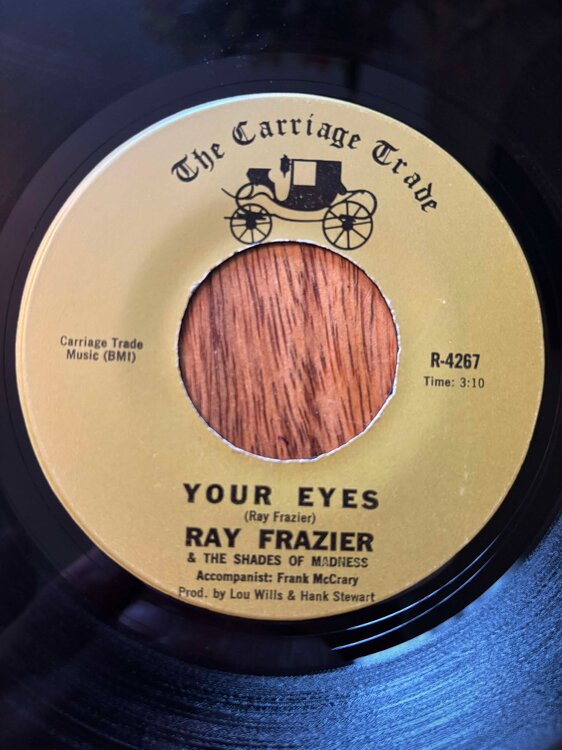 The Carriage Trade
Carriage Trade
Music (BMI)
R-4267
Time: 3:10
YOUR EYES
(Ray Frazier)
RAY FRAZIER
& THE SHADES OF MADNESS
Accompanist: Frank McCrary
Prod. by Lou Wills & Hank Stewart